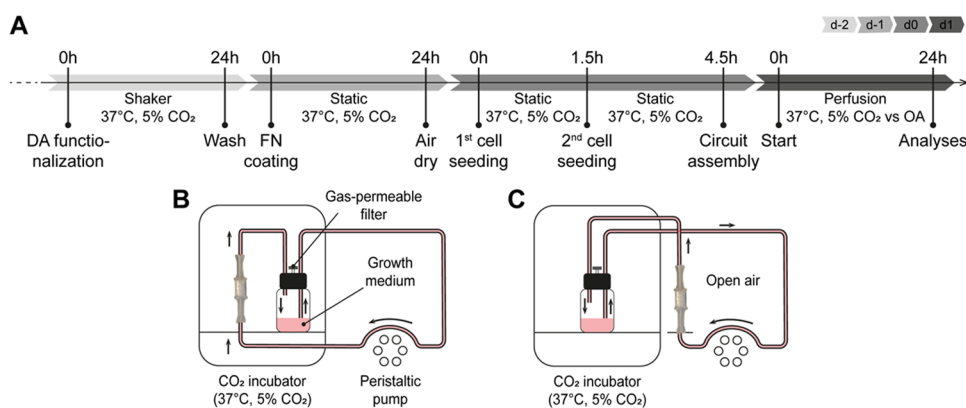 A
d-2 d-1 d0 d1
0h 24h 0h 24h 0h 1.5h 4.5h 0h 24h
Shaker Static Static Static Perfusion
37°C, 5% CO₂ 37°C, 5% CO₂ 37°C, 5% CO₂ 37°C, 5% CO₂ 37°C, 5% CO₂ vs OA
DA functio- Wash FN Air 1st cell 2nd cell Circuit Start Analyses
nalization coating dry seeding seeding assembly
B
Gas-permeable
filter
Growth
medium
CO₂ incubator
(37°C, 5% CO₂)
Peristaltic
pump
C
Open air
CO₂ incubator
(37°C, 5% CO₂)